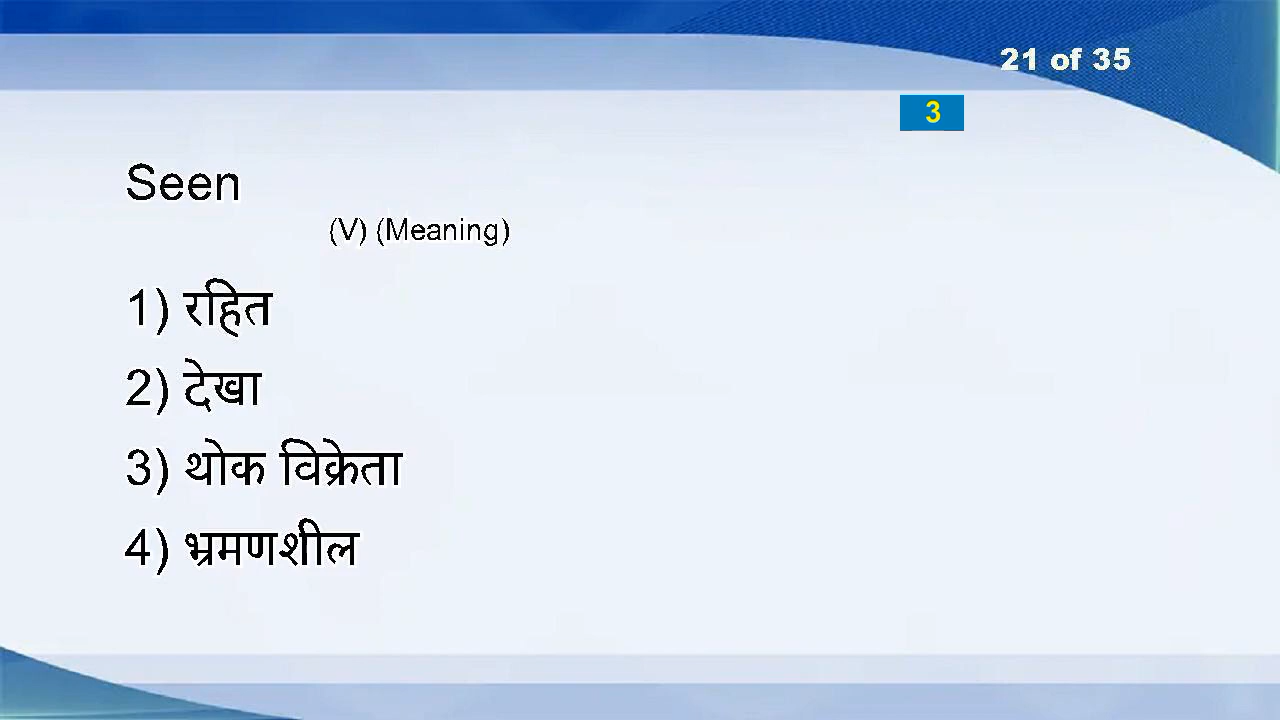 21 of 35
3
Seen
(V) (Meaning)
1) रहित
2) देखा
3) थोक विक्रेता
4) भ्रमणशील